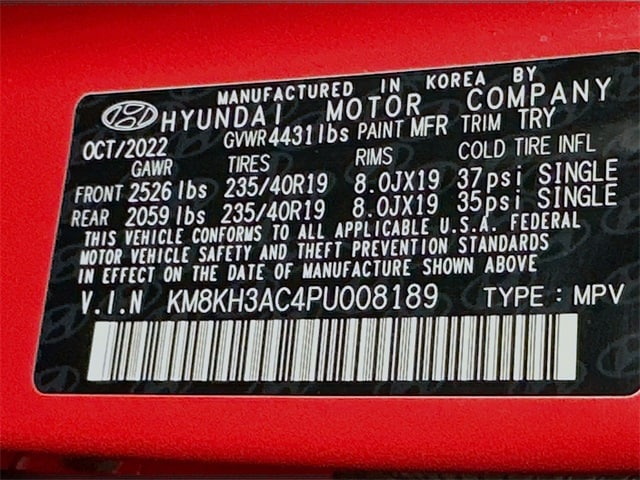 MANUFACTURED IN KOREA BY
HYUNDAI MOTOR COMPANY
OCT/2022 GVWR 4431lbs PAINT MFR TRIM TRY
GAWR TIRES RIMS COLD TIRE INFL
FRONT 2526 lbs 235/40R19 8.0JX19 37psi SINGLE
REAR 2059 lbs 235/40R19 8.0JX19 35psi SINGLE
THIS VEHICLE CONFORMS TO ALL APPLICABLE U.S.A. FEDERAL
MOTOR VEHICLE SAFETY AND THEFT PREVENTION STANDARDS
IN EFFECT ON THE DATE OF MANUFACTURE SHOWN ABOVE
V.I.N KM8KH3AC4PU008189 TYPE : MPV